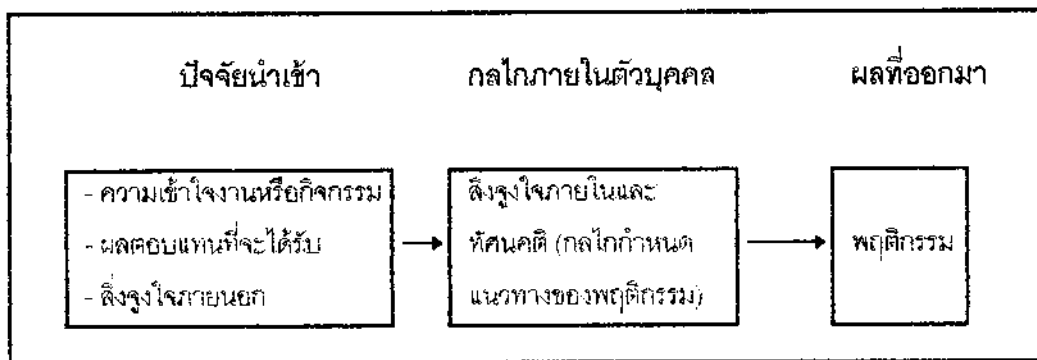 ปัจจัยนำเข้า
กลไกภายในตัวบุคคล
ผลที่ออกมา
- ความเข้าใจงานหรือกิจกรรม
- ผลตอบแทนที่จะได้รับ
- สิ่งจูงใจภายนอก
สิ่งจูงใจภายในและ
ทัศนคติ (กลไกกำหนด
แนวทางของพฤติกรรม)
พฤติกรรม